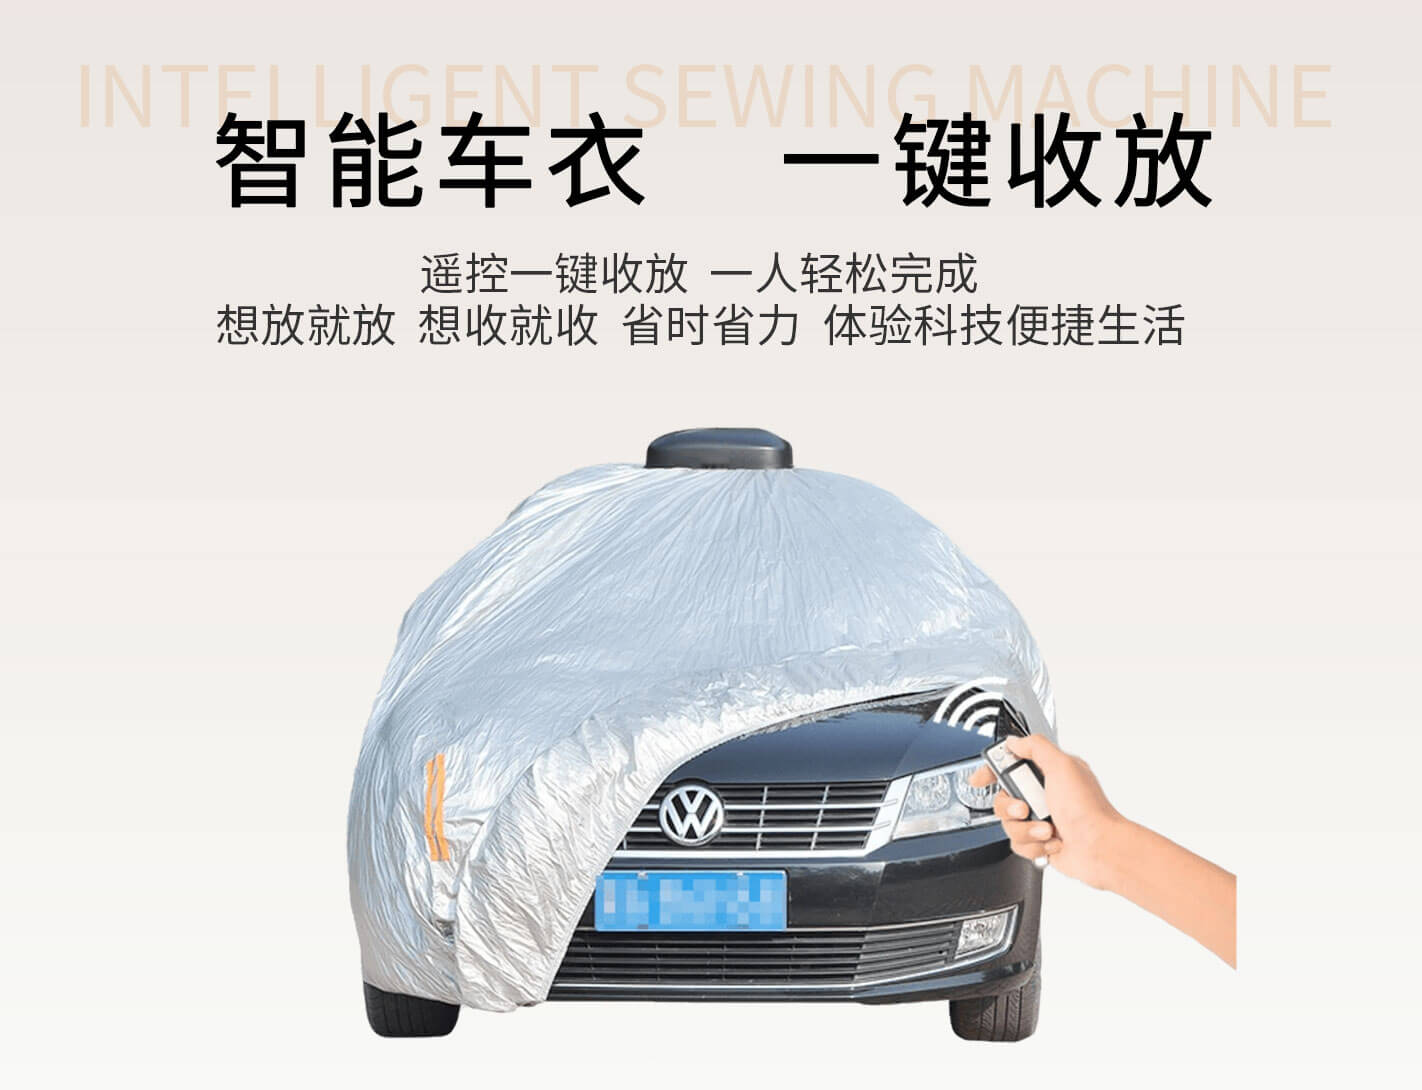 INTELLIGENT SEWING MACHINE
智能车衣 一键收放
遥控一键收放 一人轻松完成
想放就放 想收就收 省时省力 体验科技便捷生活
VW